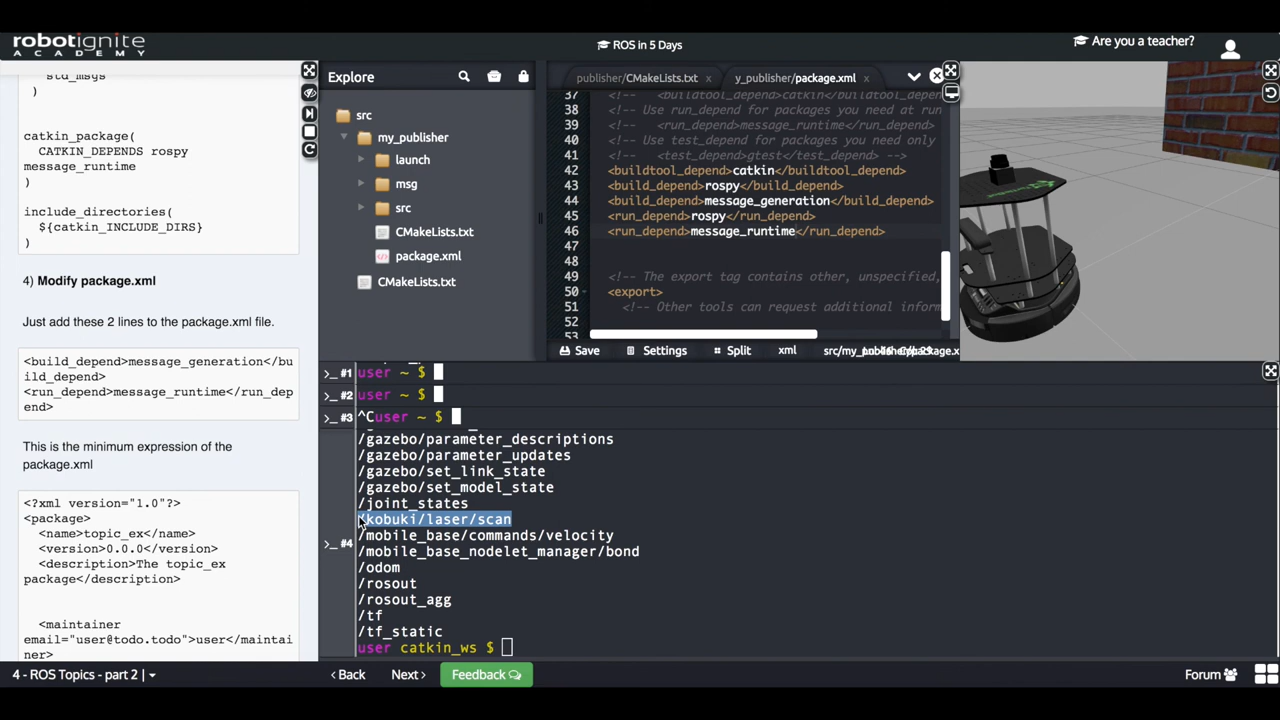 robotignite
ACADEMY
ROS in 5 Days
Are you a teacher?
std_msgs
)
catkin_package(
CATKIN_DEPENDS rospy
message_runtime
)
include_directories(
${catkin_INCLUDE_DIRS}
)
4) Modify package.xml
Just add these 2 lines to the package.xml file.
<build_depend>message_generation</bu
ild_depend>
<run_depend>message_runtime</run_dep
end>
This is the minimum expression of the
package.xml
<?xml version="1.0"?>
<package>
<name>topic_ex</name>
<version>0.0.0</version>
<description>The topic_ex
package</description>
<maintainer
email="user@todo.todo">user</maintai
ner>
Explore
src
my_publisher
launch
msg
src
CMakeLists.txt
package.xml
CMakeLists.txt
publisher/CMakeLists.txt ×
y_publisher/package.xml ×
37 <!-- <buildtool_depend>catkin</buildtool_depe
38 <!-- Use run_depend for packages you need at run
39 <!-- <run_depend>message_runtime</run_depend>
40 <!-- Use test_depend for packages you need only
41 <!-- <test_depend>gtest</test_depend> -->
42 <buildtool_depend>catkin</buildtool_depend>
43 <build_depend>rospy</build_depend>
44 <build_depend>message_generation</build_depend>
45 <run_depend>rospy</run_depend>
46 <run_depend>message_runtime</run_depend>
47
48
49 <!-- The export tag contains other, unspecified,
50 <export>
51 <!-- Other tools can request additional inform
52
53
Save
Settings
Split
xml
>_ #1 user ~ $
>_ #2 user ~ $
>_ #3 ^Cuser ~ $
/gazebo/parameter_descriptions
/gazebo/parameter_updates
/gazebo/set_link_state
/gazebo/set_model_state
/joint_states
/kobuki/laser/scan
/mobile_base/commands/velocity
>_ #4
/mobile_base_nodelet_manager/bond
/odom
/rosout
/rosout_agg
/tf
/tf_static
user catkin_ws $
4 - ROS Topics - part 2 |
‹ Back
Next ›
Feedback
Forum